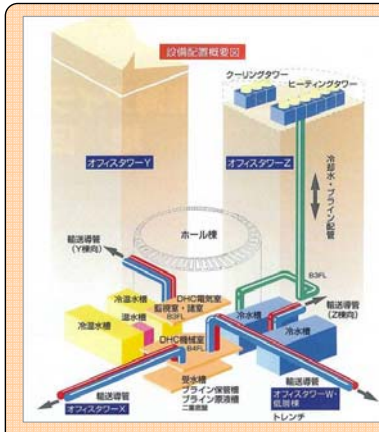 設備配置概要図
クーリングタワー
ヒーティングタワー
オフィスタワーY
オフィスタワーZ
冷却水・ブライン配管
ホール棟
輸送導管
(Y棟向)
B3FL
冷温水槽
DHC電気室
監視室・諸室
B3FL
冷水槽
輸送導管
(Z棟向)
温水槽
冷温水槽
DHC機械室
B4FL
冷水槽
受水槽
ブライン保管槽
ブライン原液槽
二重底盤
輸送導管
オフィスタワーX
輸送導管
オフィスタワーW・
低層棟
トレンチ